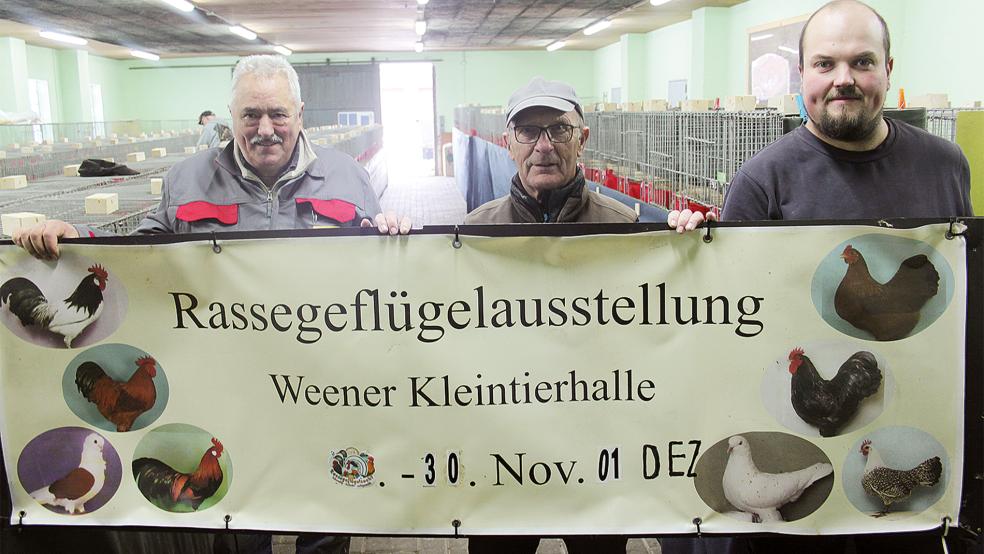 Rassegeflügelausstellung
Weener Kleintierhalle
. - 30. Nov. 01 DEZ